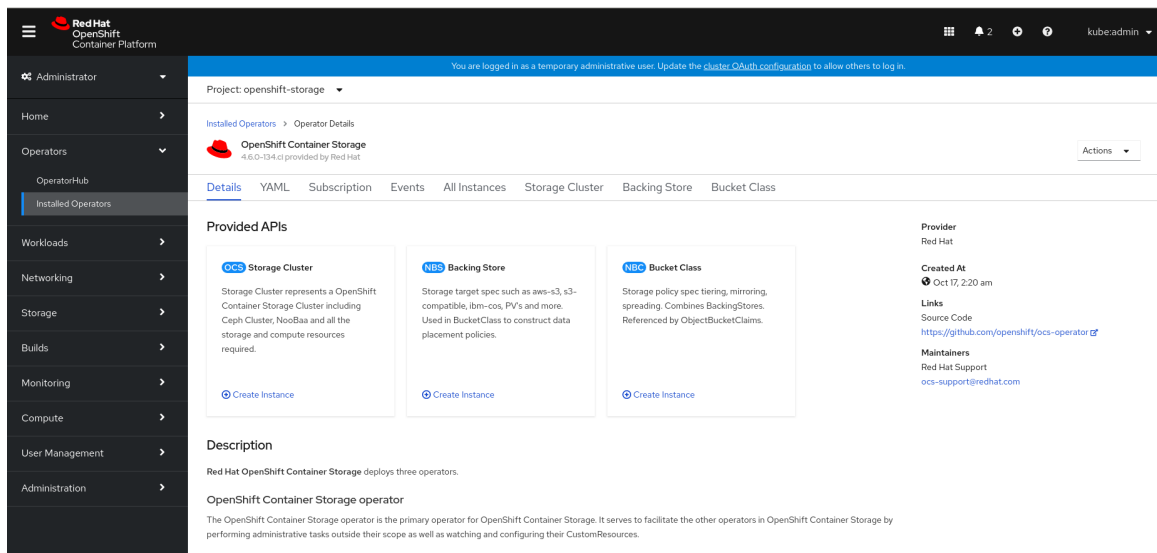 Red Hat
OpenShift
Container Platform
2
kube:admin
Administrator
You are logged in as a temporary administrative user. Update the cluster OAuth configuration to allow others to log in.
Project: openshift-storage
Home
Operators
OperatorHub
Installed Operators
Workloads
Networking
Storage
Builds
Monitoring
Compute
User Management
Administration
Installed Operators > Operator Details
OpenShift Container Storage
4.6.0-134.ci provided by Red Hat
Actions
Details YAML Subscription Events All Instances Storage Cluster Backing Store Bucket Class
Provided APIs
OCS Storage Cluster
Storage Cluster represents a OpenShift
Container Storage Cluster including
Ceph Cluster, NooBaa and all the
storage and compute resources
required.
Create Instance
NBS Backing Store
Storage target spec such as aws-s3, s3-
compatible, ibm-cos, PV's and more.
Used in BucketClass to construct data
placement policies.
Create Instance
NBC Bucket Class
Storage policy spec tiering, mirroring,
spreading. Combines BackingStores.
Referenced by ObjectBucketClaims.
Create Instance
Provider
Red Hat
Created At
Oct 17, 2:20 am
Links
Source Code
https://github.com/openshift/ocs-operator
Maintainers
Red Hat Support
ocs-support@redhat.com
Description
Red Hat OpenShift Container Storage deploys three operators.
OpenShift Container Storage operator
The OpenShift Container Storage operator is the primary operator for OpenShift Container Storage. It serves to facilitate the other operators in OpenShift Container Storage by
performing administrative tasks outside their scope as well as watching and configuring their CustomResources.